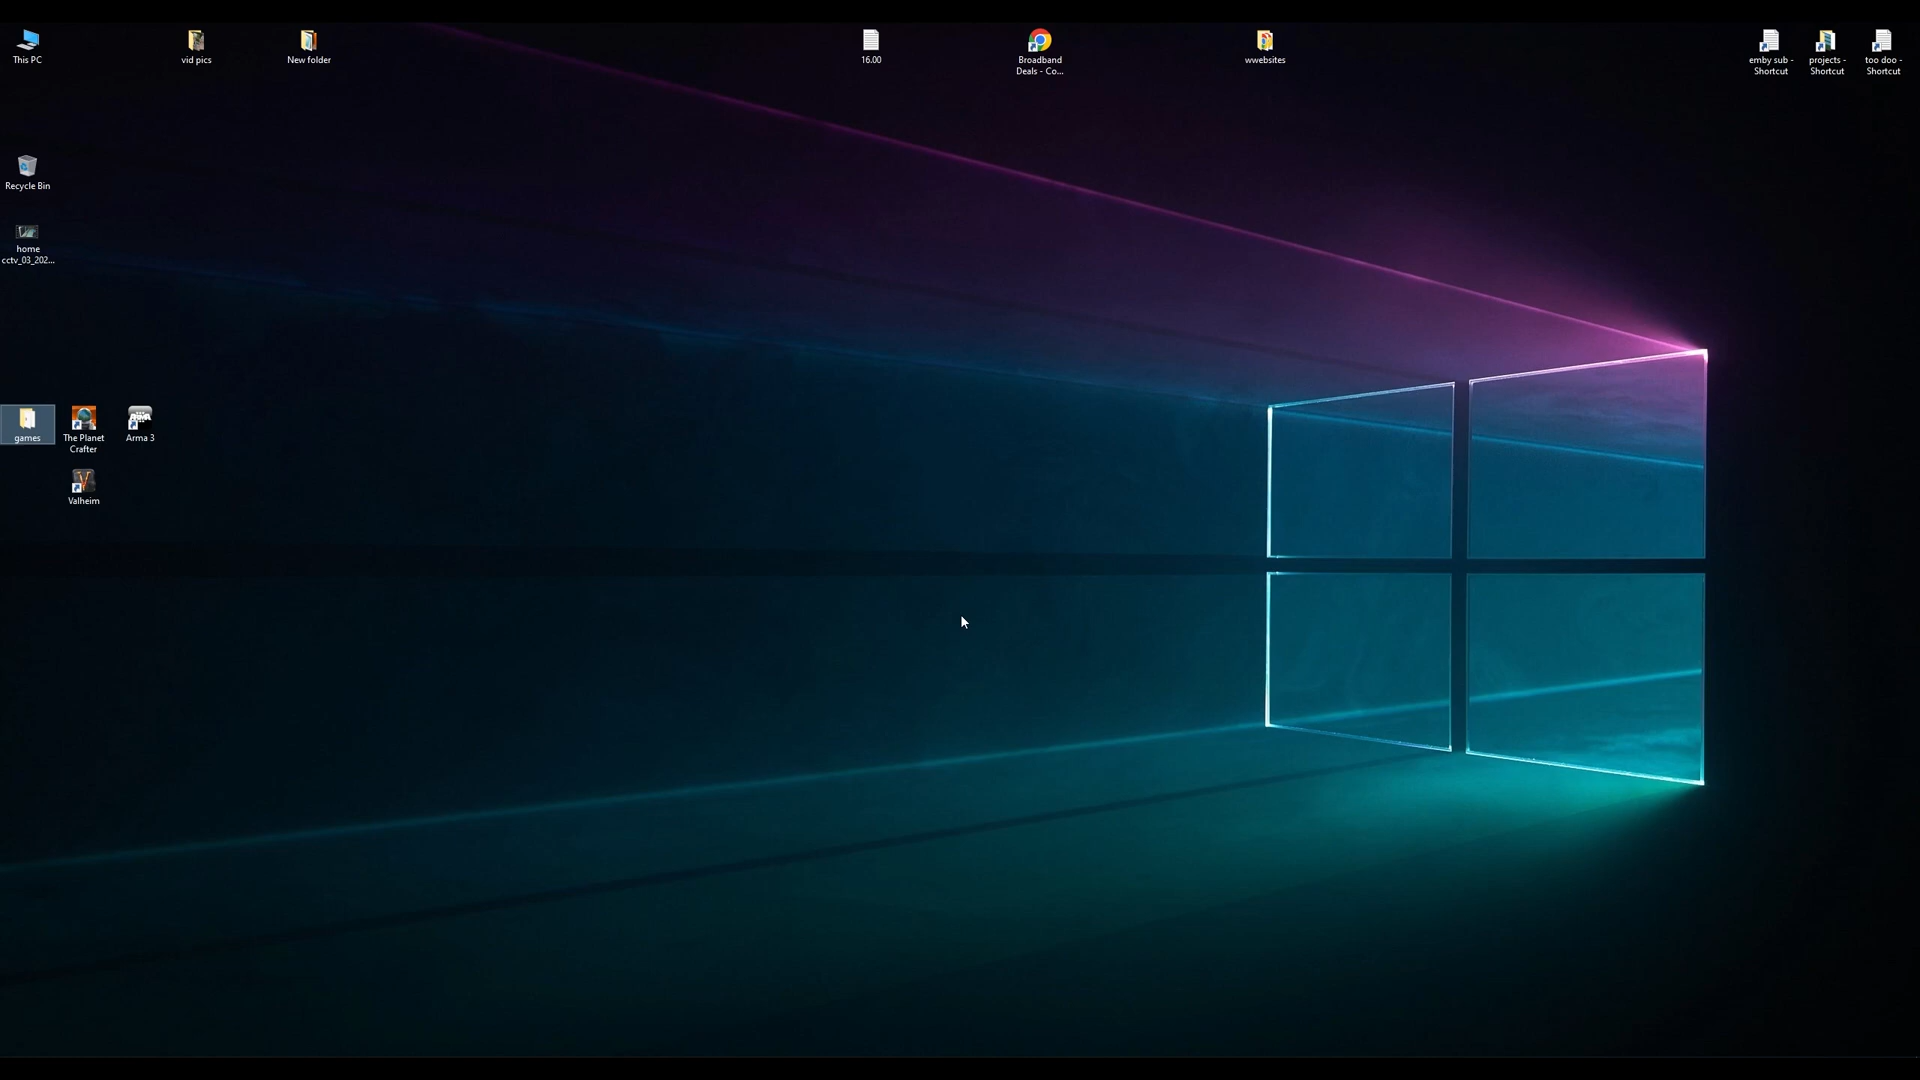 This PC
vid pics
New folder
16.00
Broadband
Deals - Co...
wwebsites
emby sub -
Shortcut
projects -
Shortcut
too doo -
Shortcut
Recycle Bin
home
cctv_03_202...
games
The Planet
Crafter
ARMA
Arma 3
V
Valheim